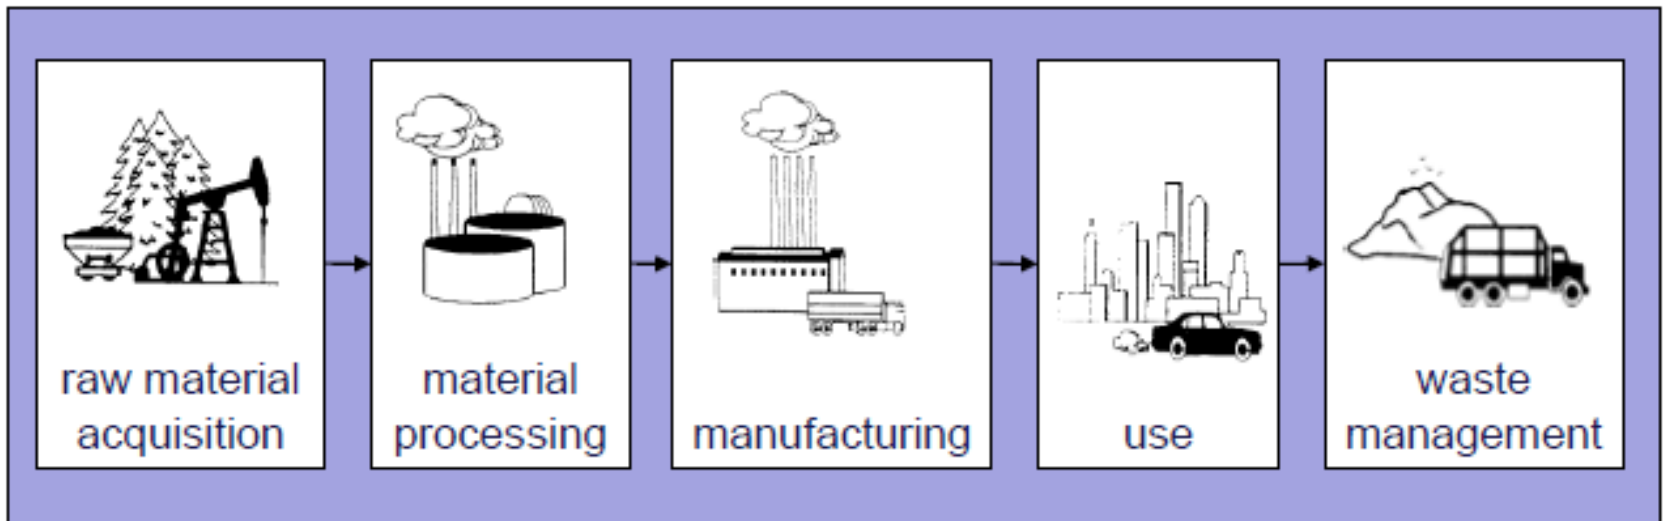 raw material
acquisition
material
processing
manufacturing
use
waste
management